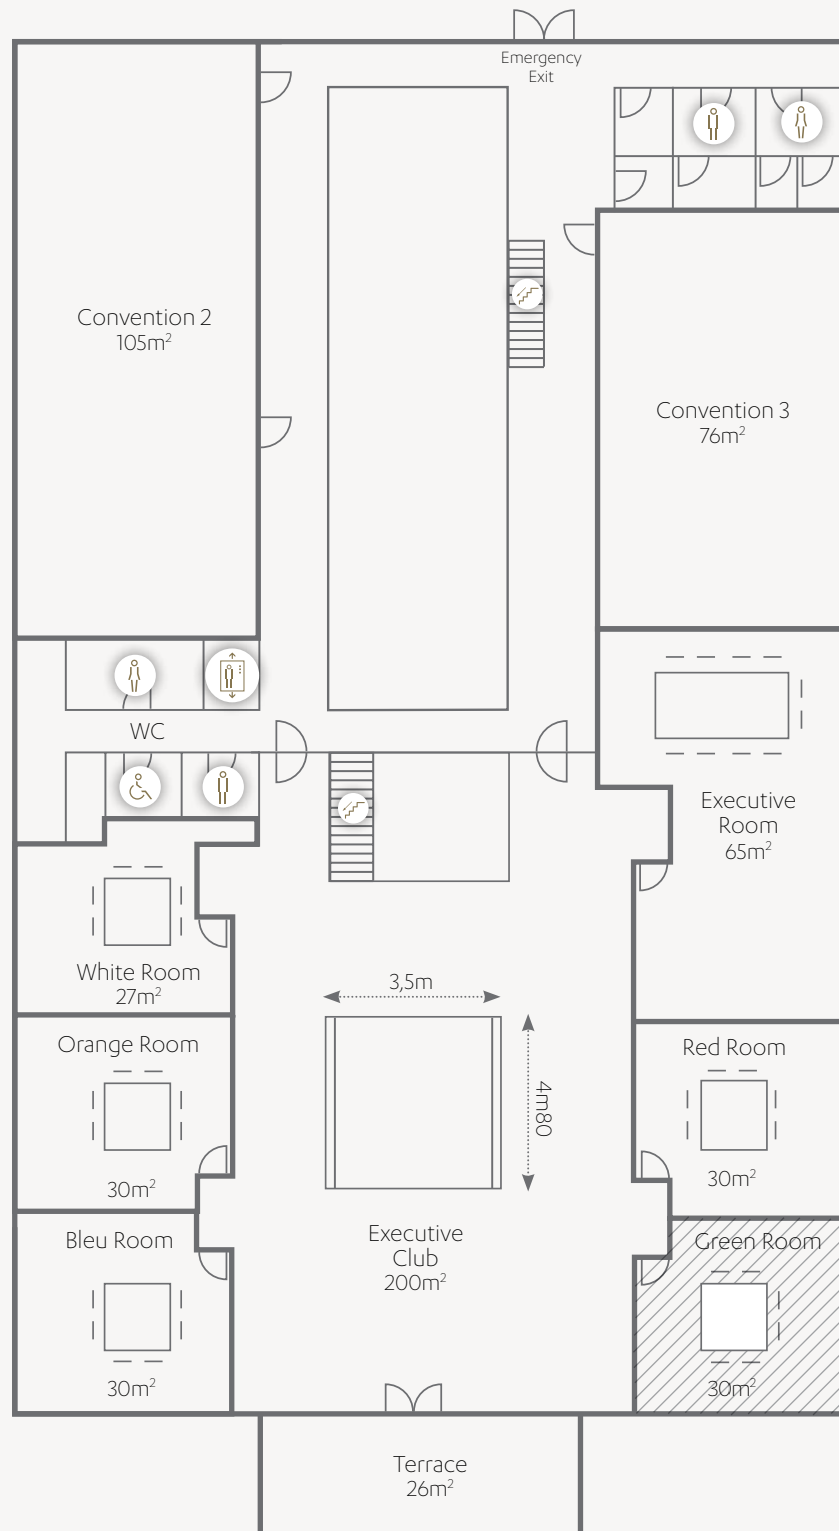 Emergency
Exit
Convention 2
105m²
Convention 3
76m²
WC
Executive
Room
65m²
White Room
27m²
3,5m
Orange Room
30m²
4m80
Red Room
30m²
Bleu Room
30m²
Executive
Club
200m²
Green Room
30m²
Terrace
26m²